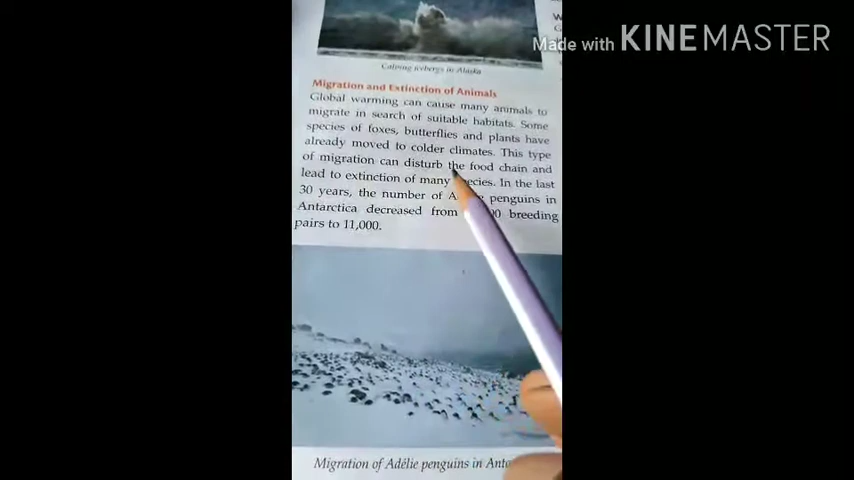 Made with KINEMASTER
Calving icebergs in Alaska
Migration and Extinction of Animals
Global warming can cause many animals to
migrate in search of suitable habitats. Some
species of foxes, butterflies and plants have
already moved to colder climates. This type
of migration can disturb the food chain and
lead to extinction of many species. In the last
30 years, the number of penguins in
Antarctica decreased from breeding
pairs to 11,000.
Migration of Adélie penguins in